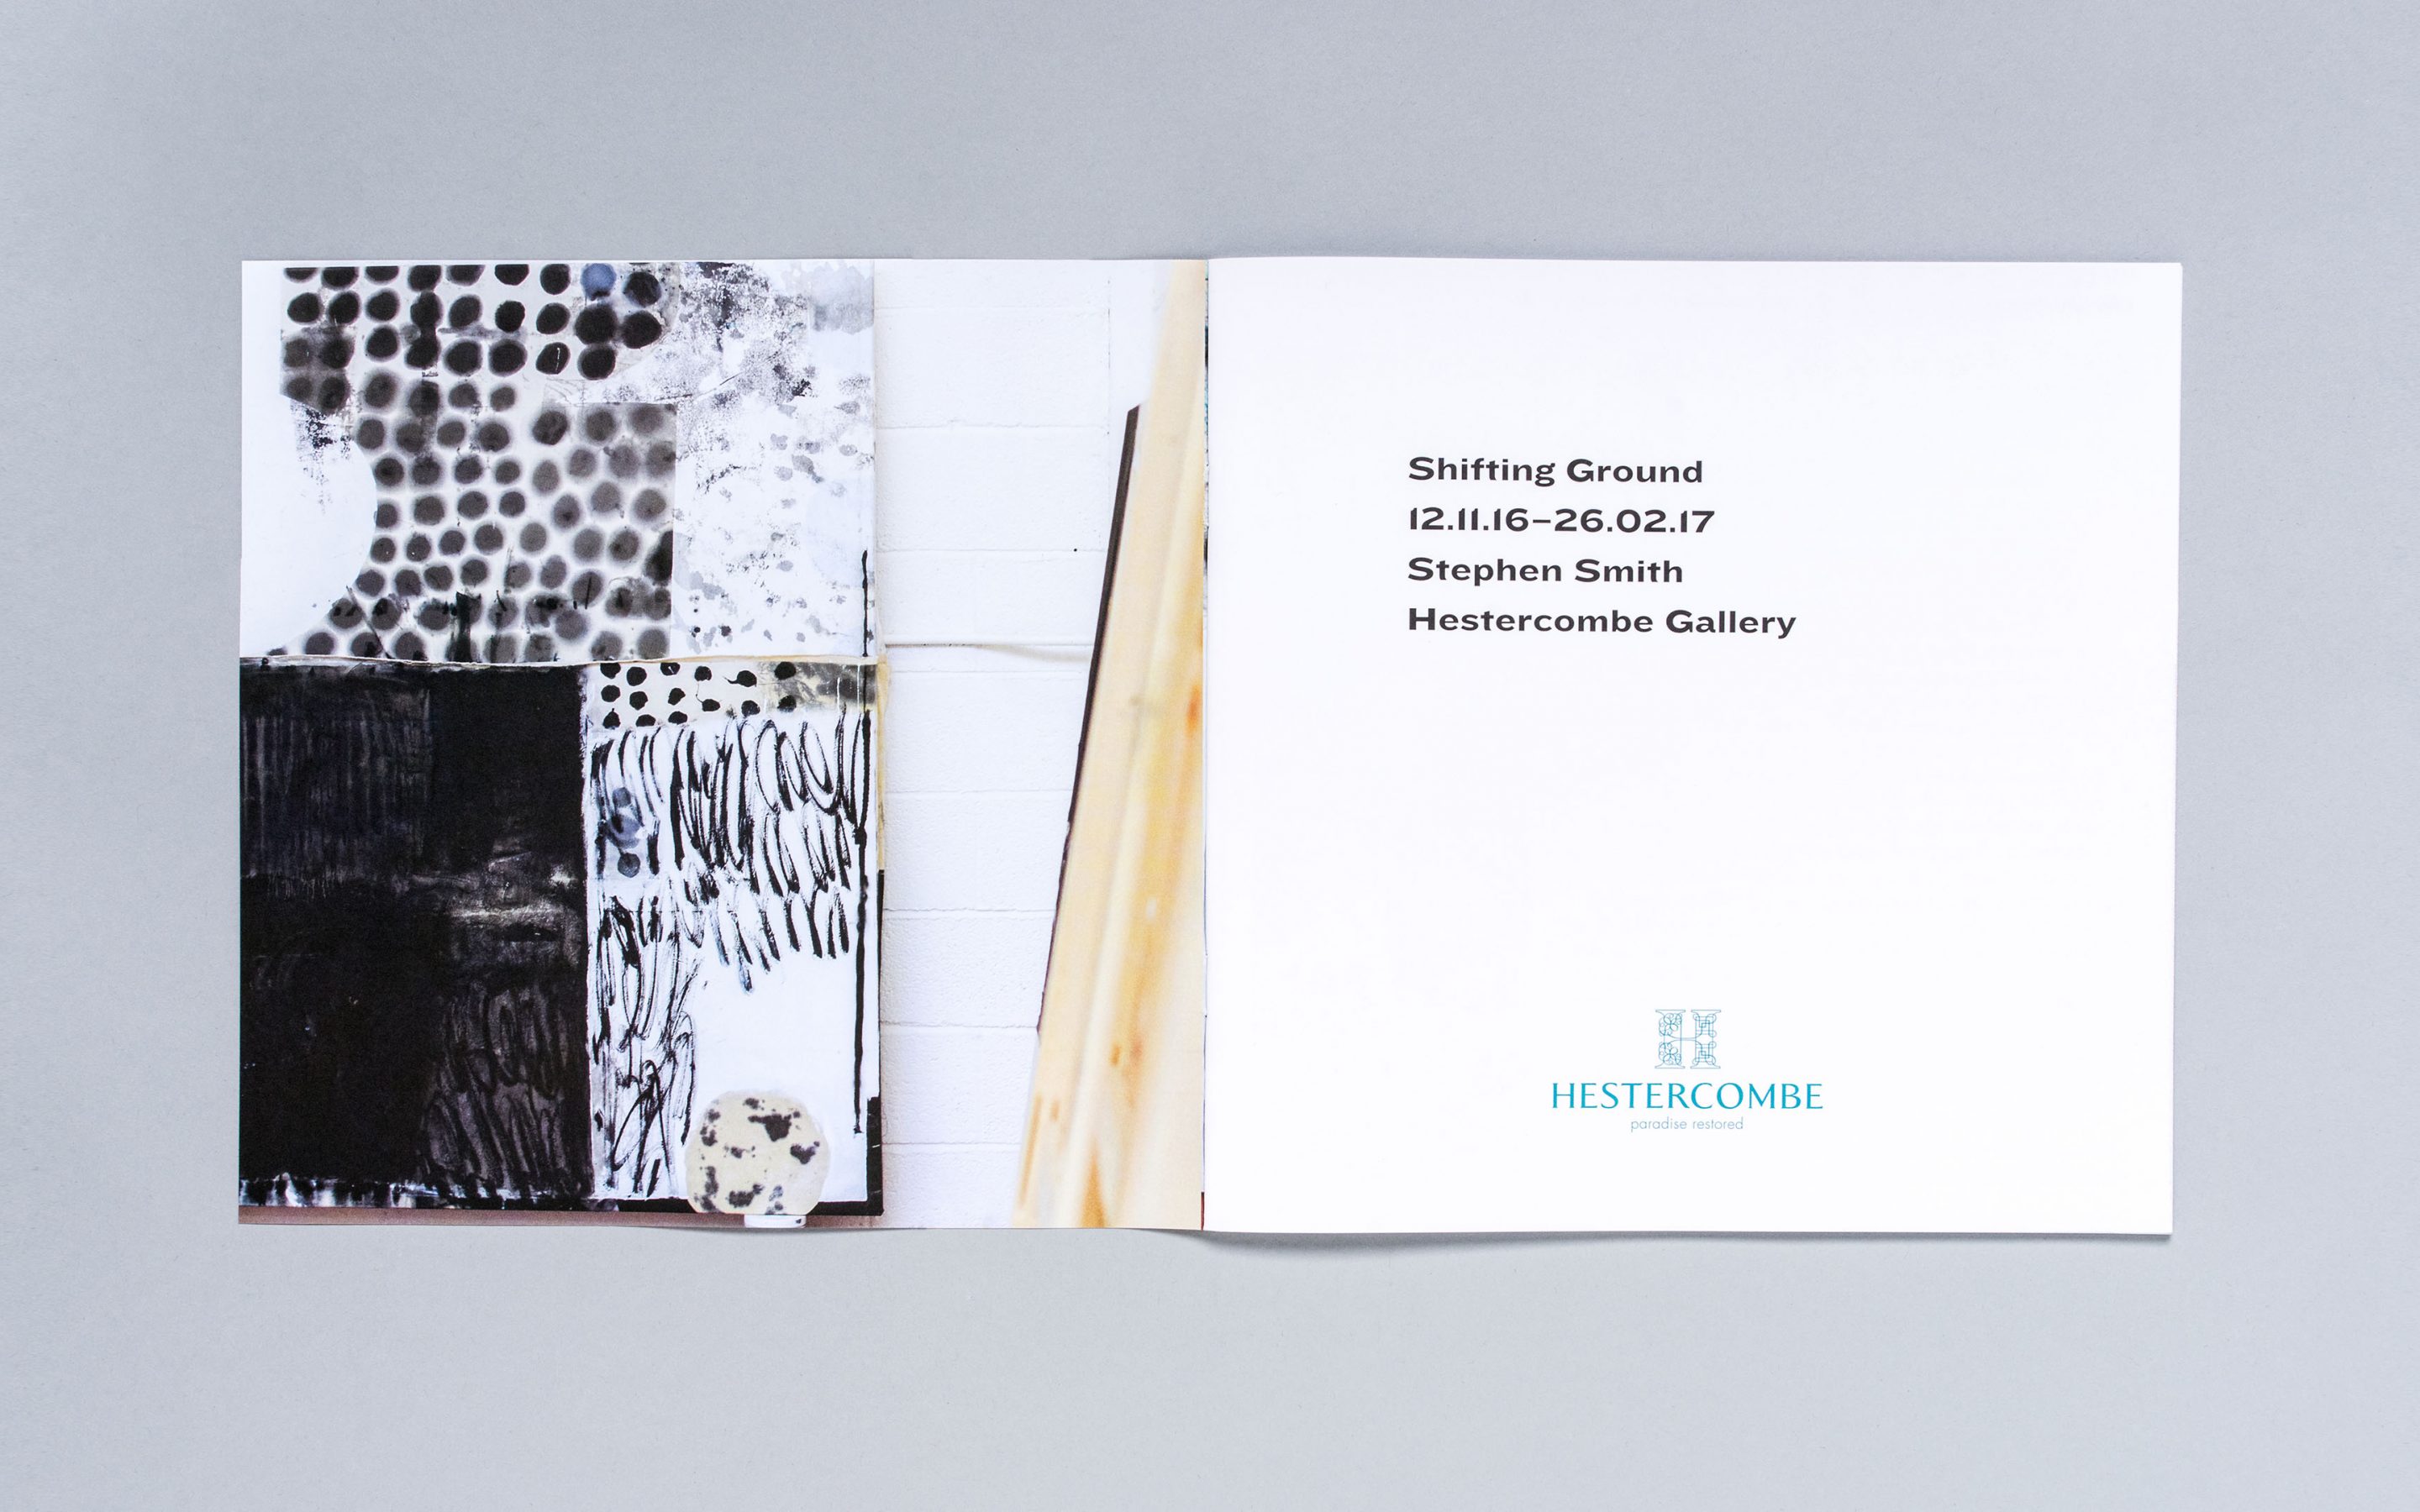 Shifting Ground
12.11.16–26.02.17
Stephen Smith
Hestercombe Gallery
H
HESTERCOMBE
paradise restored